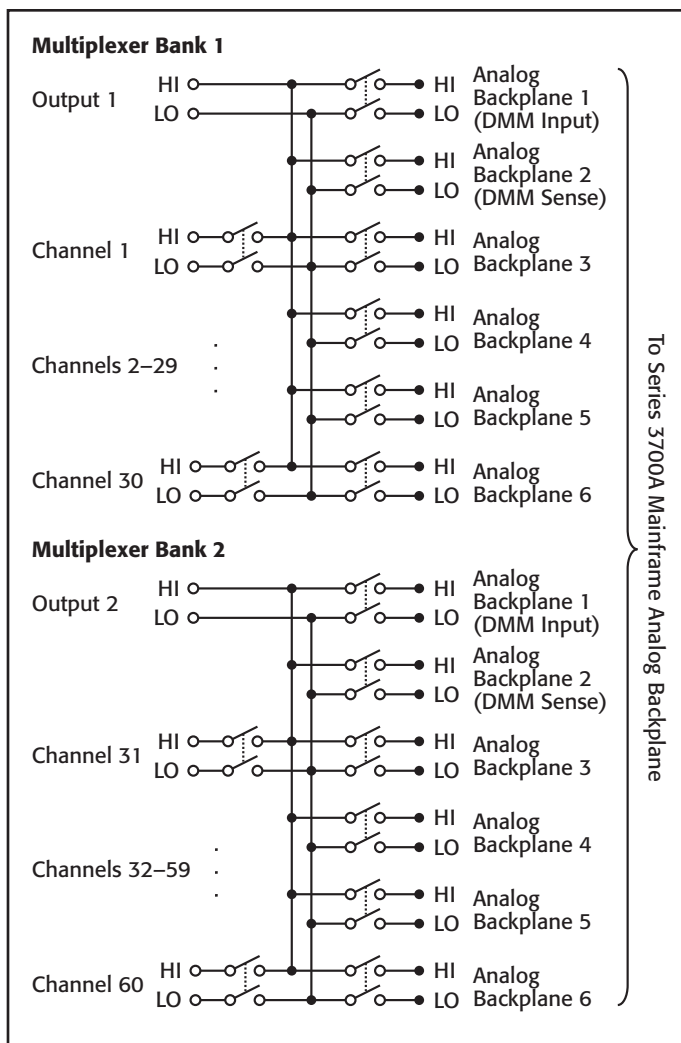 Multiplexer Bank 1
Output 1
HI
LO
HI
LO
Analog
Backplane 1
(DMM Input)
HI
LO
Analog
Backplane 2
(DMM Sense)
Channel 1
HI
LO
HI
LO
Analog
Backplane 3
Channels 2–29
HI
LO
Analog
Backplane 4
HI
LO
Analog
Backplane 5
Channel 30
HI
LO
HI
LO
Analog
Backplane 6
Multiplexer Bank 2
Output 2
HI
LO
HI
LO
Analog
Backplane 1
(DMM Input)
HI
LO
Analog
Backplane 2
(DMM Sense)
Channel 31
HI
LO
HI
LO
Analog
Backplane 3
Channels 32–59
HI
LO
Analog
Backplane 4
HI
LO
Analog
Backplane 5
Channel 60
HI
LO
HI
LO
Analog
Backplane 6
To Series 3700A Mainframe Analog Backplane